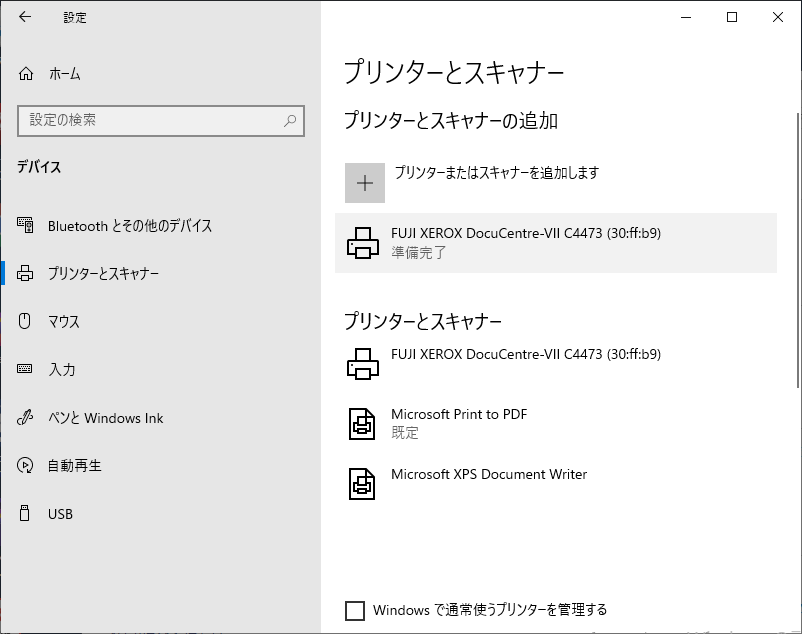 設定
ホーム
設定の検索
デバイス
Bluetooth とその他のデバイス
プリンターとスキャナー
マウス
入力
ペンと Windows Ink
自動再生
USB
プリンターとスキャナー
プリンターとスキャナーの追加
プリンターまたはスキャナーを追加します
FUJI XEROX DocuCentre-VII C4473 (30:ff:b9)
準備完了
プリンターとスキャナー
FUJI XEROX DocuCentre-VII C4473 (30:ff:b9)
Microsoft Print to PDF
既定
Microsoft XPS Document Writer
Windows で通常使うプリンターを管理する